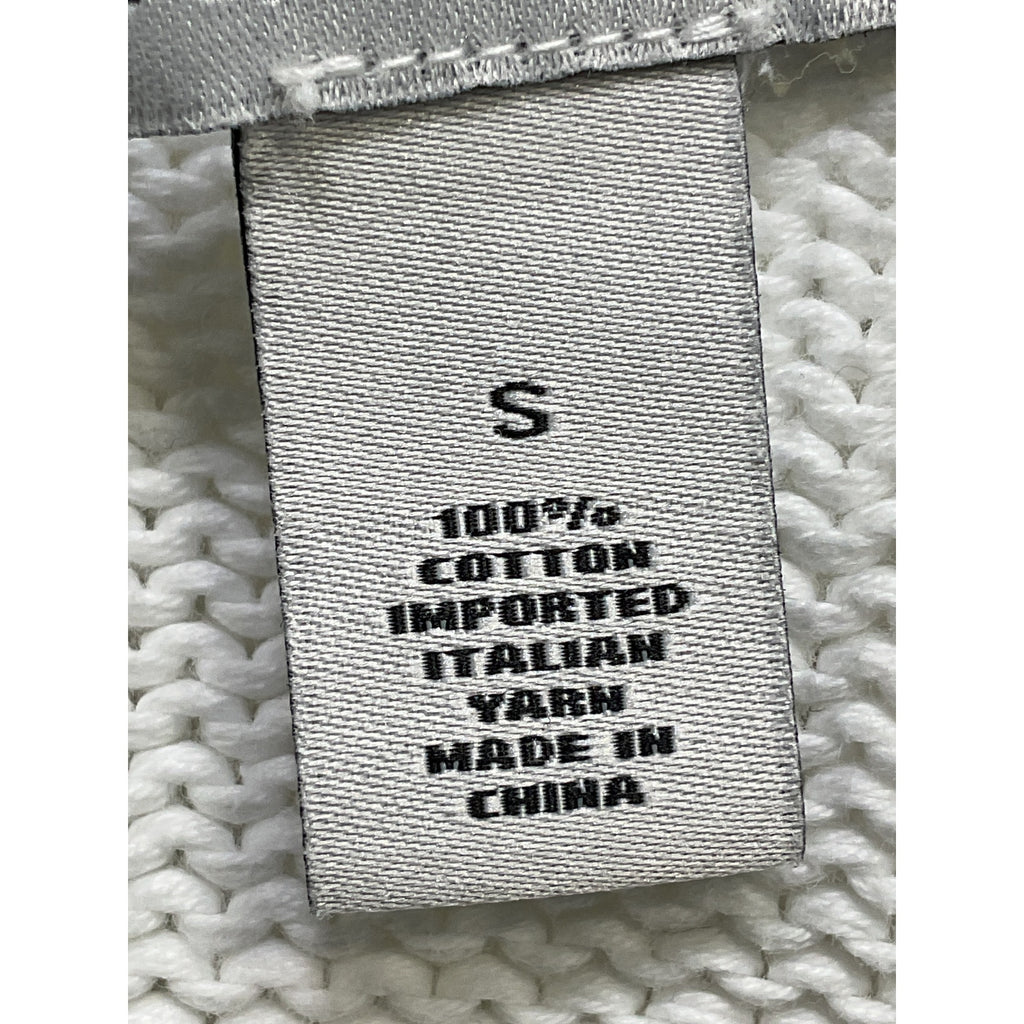 S
100%
COTTON
IMPORTED
ITALIAN
YARN
MADE IN
CHINA